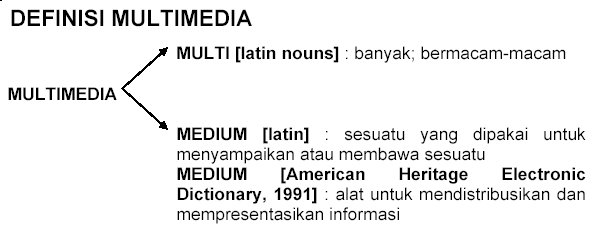 DEFINISI MULTIMEDIA
MULTI [latin nouns] : banyak; bermacam-macam
MULTIMEDIA
MEDIUM [latin] : sesuatu yang dipakai untuk
menyampaikan atau membawa sesuatu
MEDIUM [American Heritage Electronic
Dictionary, 1991] : alat untuk mendistribusikan dan
mempresentasikan informasi